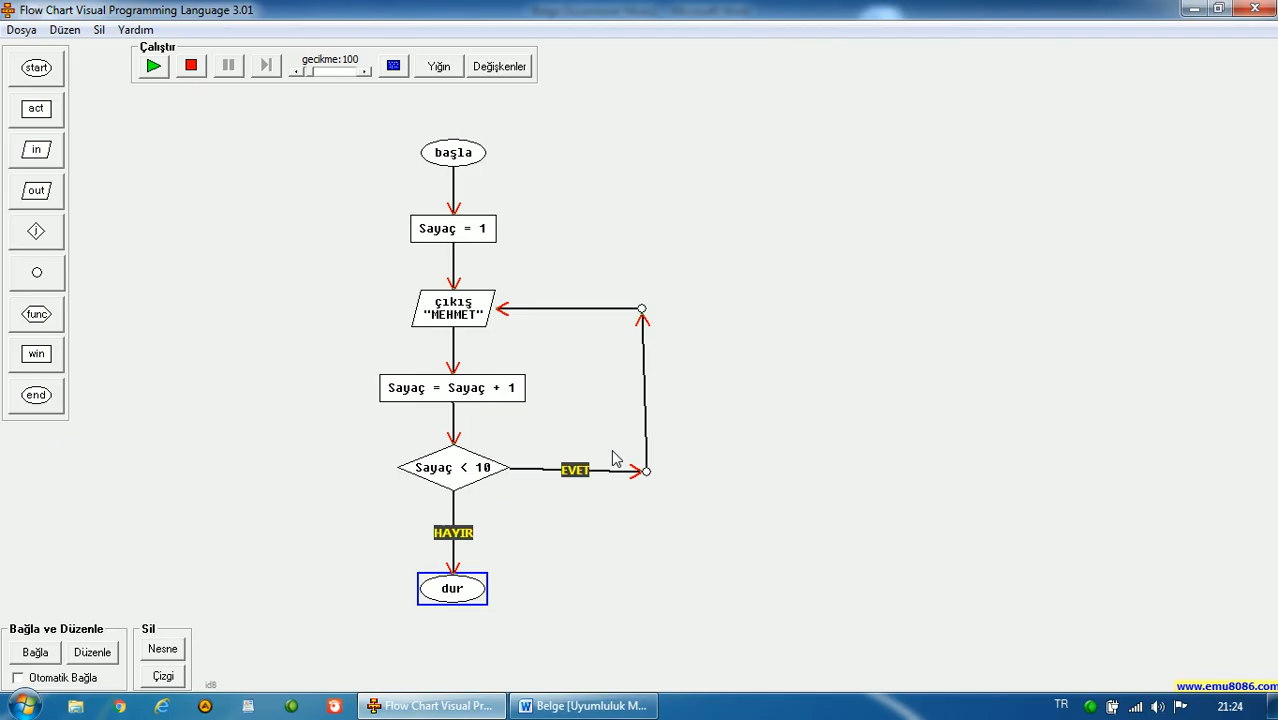 Flow Chart Visual Programming Language 3.01
Dosya Düzen Sil Yardım
Çalıştır
gecikme:100
Yığın
Değişkenler
start
act
in
out
j
func
win
end
başla
Sayaç = 1
çıkış
"MEHMET"
Sayaç = Sayaç + 1
Sayaç < 10
EVET
HAYIR
dur
Bağla ve Düzenle
Bağla
Düzenle
Otomatik Bağla
Sil
Nesne
Çizgi
id8
www.emu8086.com
Flow Chart Visual Pr...
Belge [Uyumluluk M...
TR
21:24